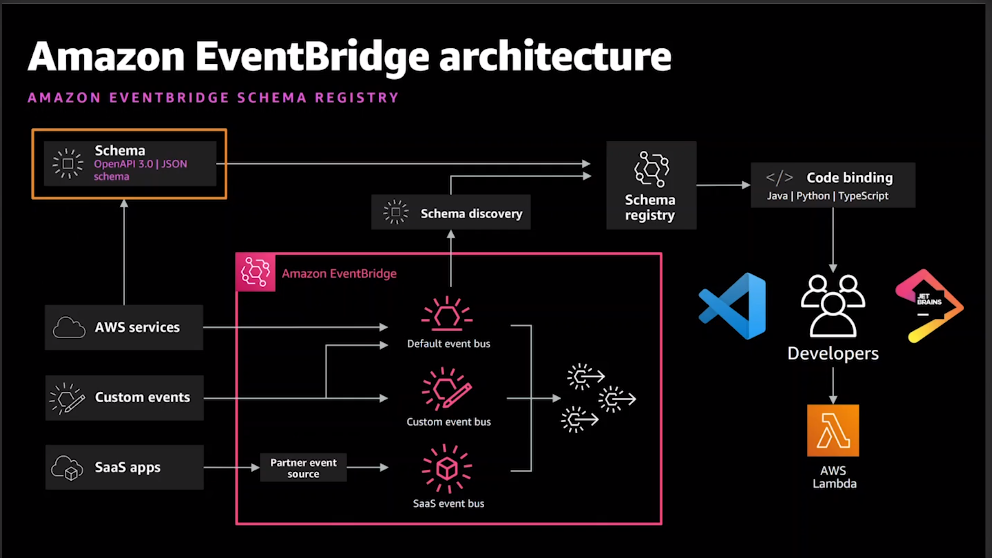 Amazon EventBridge architecture
AMAZON EVENTBRIDGE SCHEMA REGISTRY
Schema
OpenAPI 3.0 | JSON
schema
Schema discovery
Schema
registry
</> Code binding
Java | Python | TypeScript
Amazon EventBridge
AWS services
Default event bus
Custom events
Custom event bus
SaaS apps
Partner event
source
SaaS event bus
JET
BRAINS
Developers
AWS
Lambda